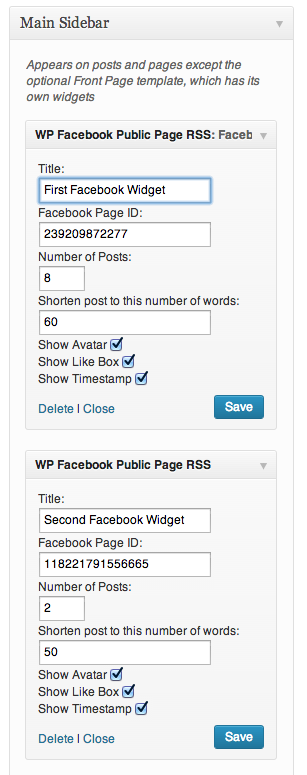 Main Sidebar
Appears on posts and pages except the
optional Front Page template, which has its
own widgets
WP Facebook Public Page RSS: Faceb
Title:
First Facebook Widget
Facebook Page ID:
239209872277
Number of Posts:
8
Shorten post to this number of words:
60
Show Avatar
Show Like Box
Show Timestamp
Delete | Close
Save
WP Facebook Public Page RSS
Title:
Second Facebook Widget
Facebook Page ID:
118221791556665
Number of Posts:
2
Shorten post to this number of words:
50
Show Avatar
Show Like Box
Show Timestamp
Delete | Close
Save